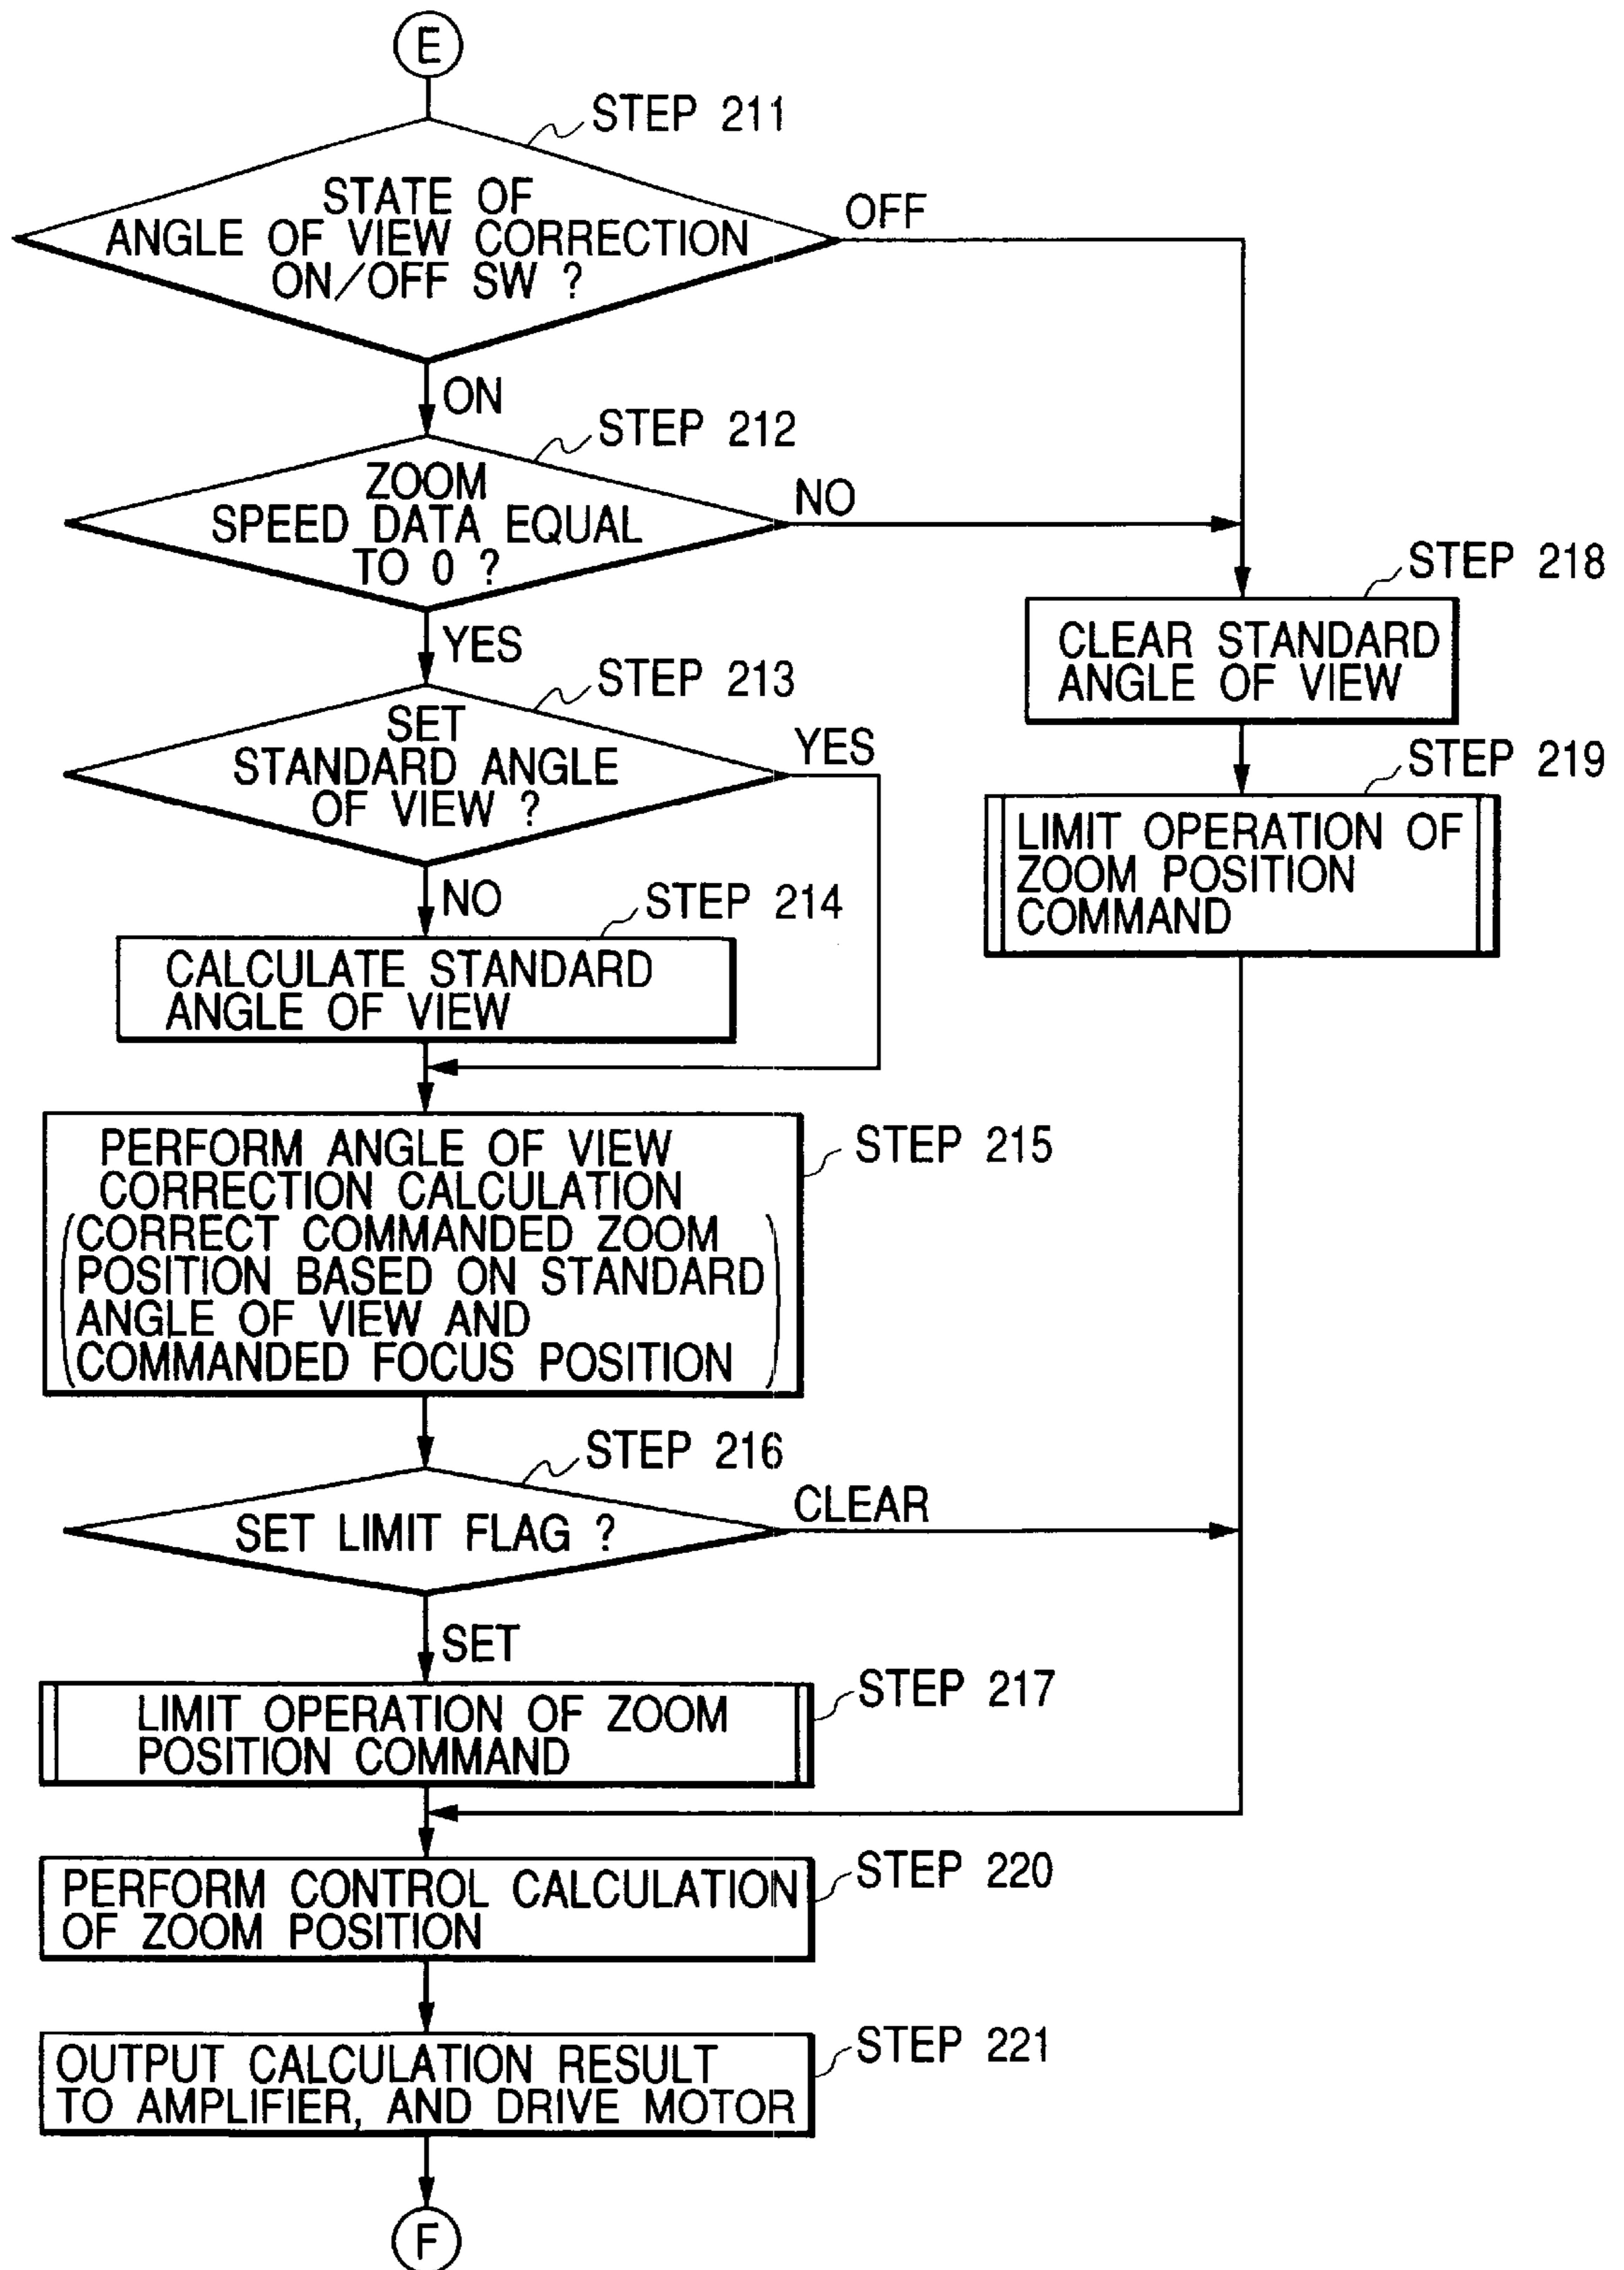 E
STEP 211
STATE OF
ANGLE OF VIEW CORRECTION
ON/OFF SW ?
OFF
ON
STEP 212
ZOOM
SPEED DATA EQUAL
TO 0 ?
NO
YES
STEP 218
CLEAR STANDARD
ANGLE OF VIEW
STEP 213
SET
STANDARD ANGLE
OF VIEW ?
YES
NO
STEP 219
LIMIT OPERATION OF
ZOOM POSITION
COMMAND
STEP 214
CALCULATE STANDARD
ANGLE OF VIEW
STEP 215
PERFORM ANGLE OF VIEW
CORRECTION CALCULATION
(CORRECT COMMANDED ZOOM
POSITION BASED ON STANDARD
ANGLE OF VIEW AND
COMMANDED FOCUS POSITION)
STEP 216
SET LIMIT FLAG ?
CLEAR
SET
STEP 217
LIMIT OPERATION OF ZOOM
POSITION COMMAND
STEP 220
PERFORM CONTROL CALCULATION
OF ZOOM POSITION
STEP 221
OUTPUT CALCULATION RESULT
TO AMPLIFIER, AND DRIVE MOTOR
F